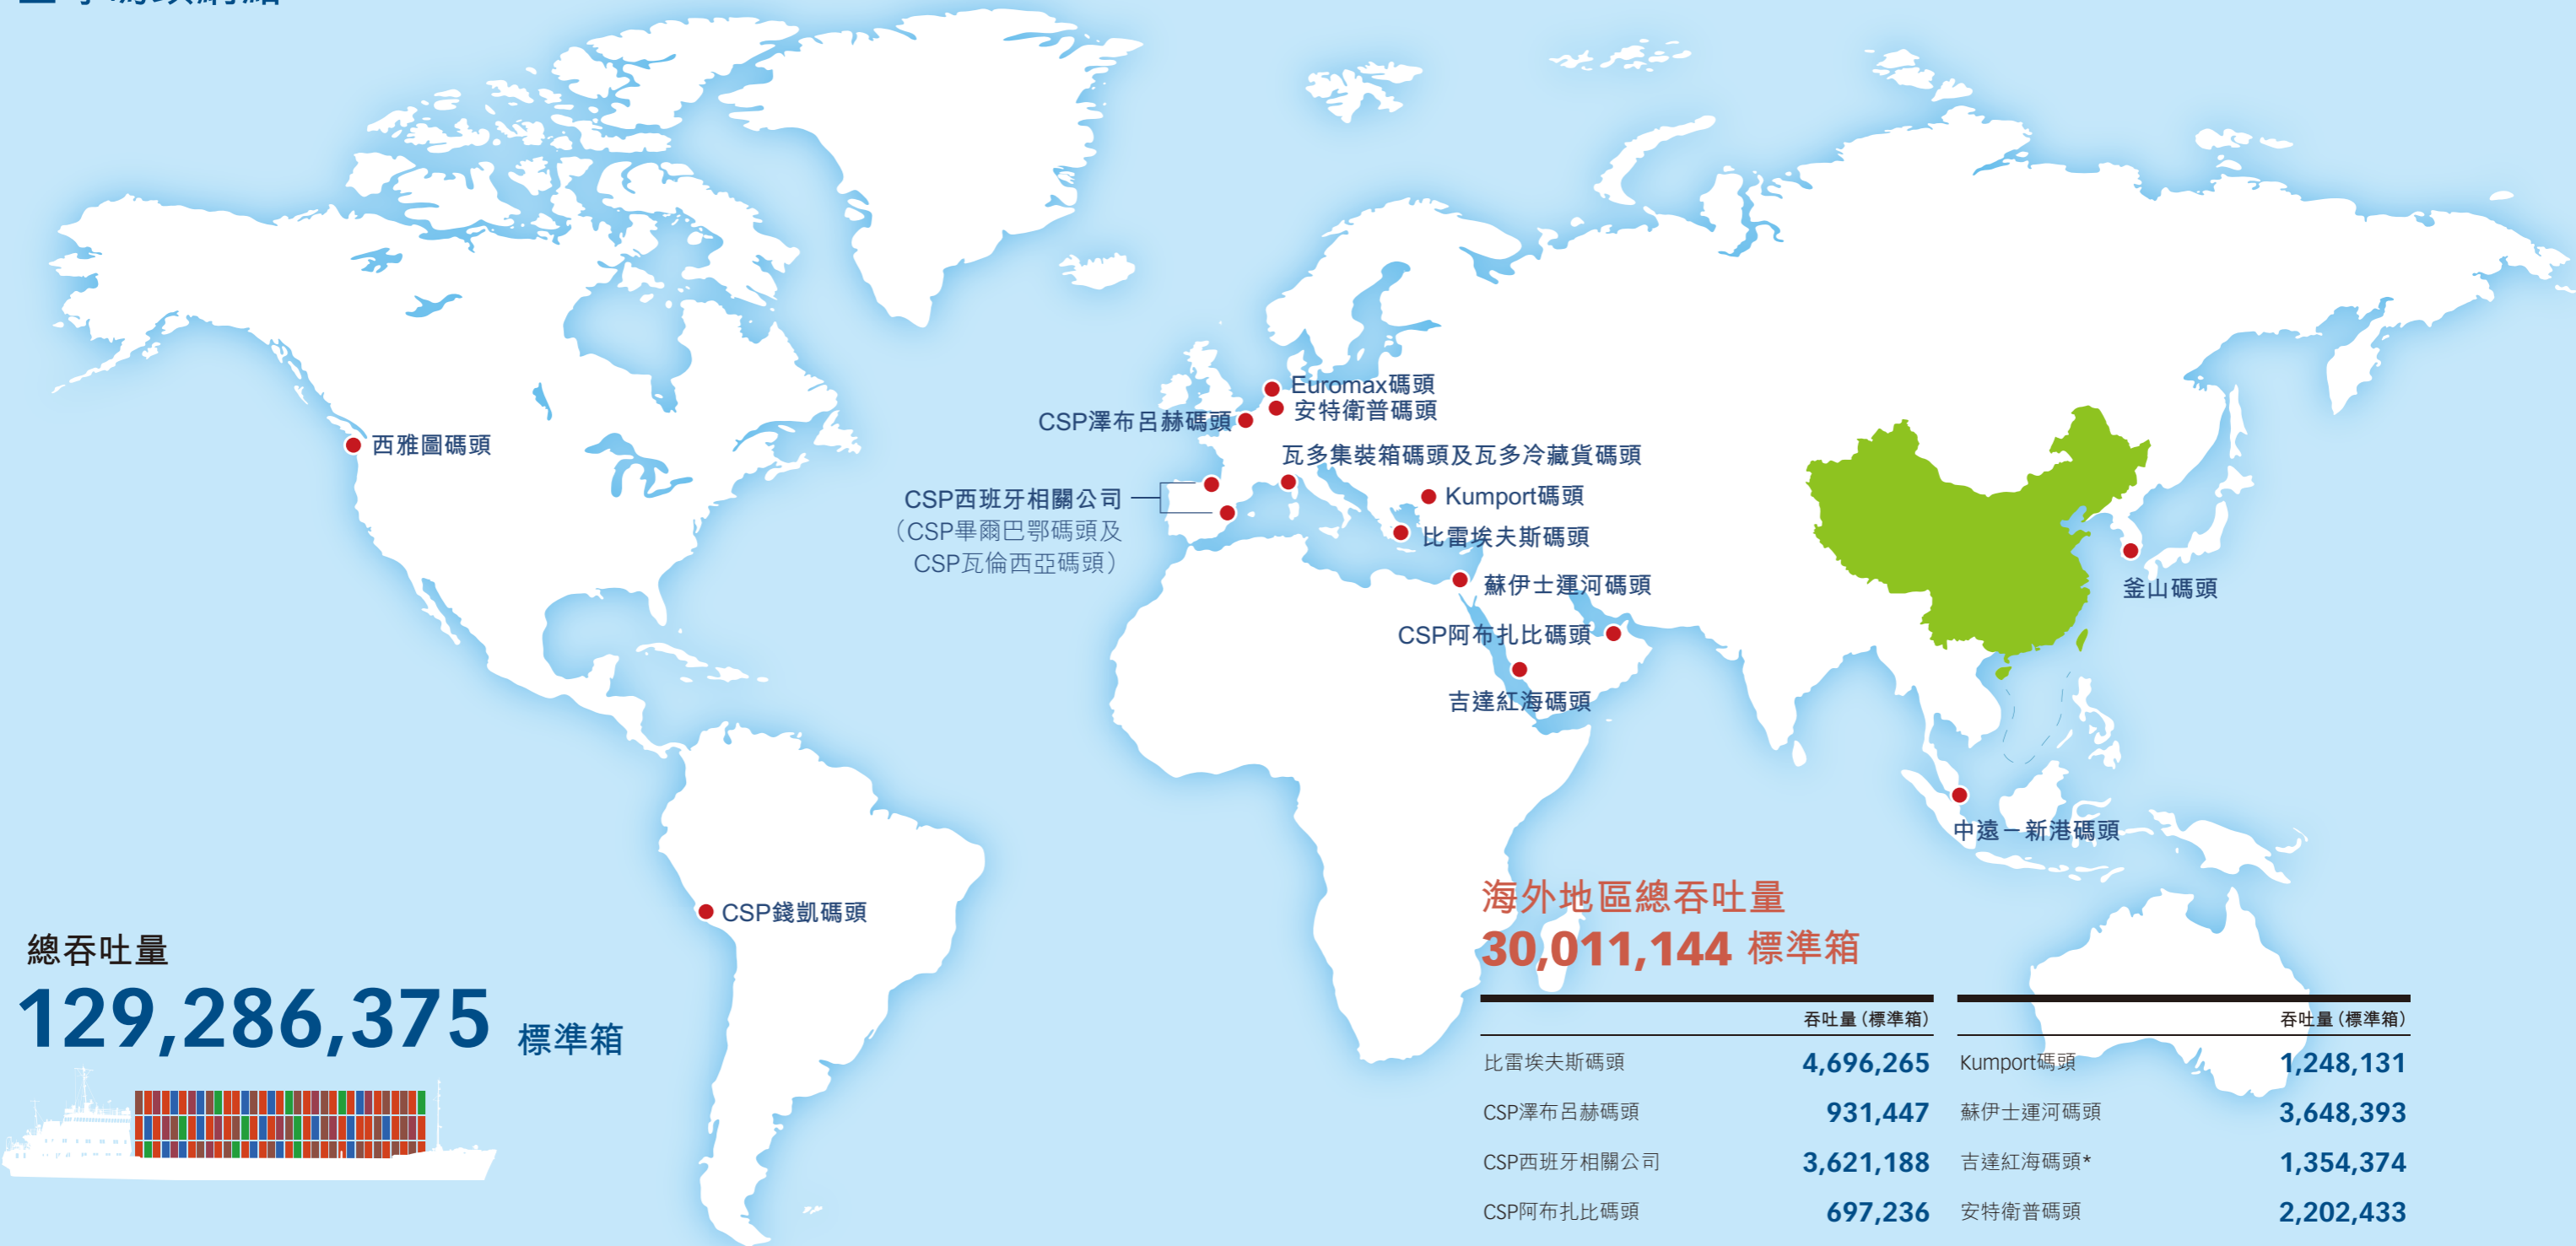 西雅圖碼頭
Euromax碼頭
安特衛普碼頭
CSP澤布呂赫碼頭
瓦多集裝箱碼頭及瓦多冷藏貨碼頭
CSP西班牙相關公司
（CSP畢爾巴鄂碼頭及
CSP瓦倫西亞碼頭）
Kumport碼頭
比雷埃夫斯碼頭
蘇伊士運河碼頭
CSP阿布扎比碼頭
吉達紅海碼頭
釜山碼頭
中遠－新港碼頭
CSP錢凱碼頭
總吞吐量
129,286,375 標準箱
海外地區總吞吐量
30,011,144 標準箱
吞吐量（標準箱）
比雷埃夫斯碼頭 4,696,265
CSP澤布呂赫碼頭 931,447
CSP西班牙相關公司 3,621,188
CSP阿布扎比碼頭 697,236
吞吐量（標準箱）
Kumport碼頭 1,248,131
蘇伊士運河碼頭 3,648,393
吉達紅海碼頭* 1,354,374
安特衛普碼頭 2,202,433